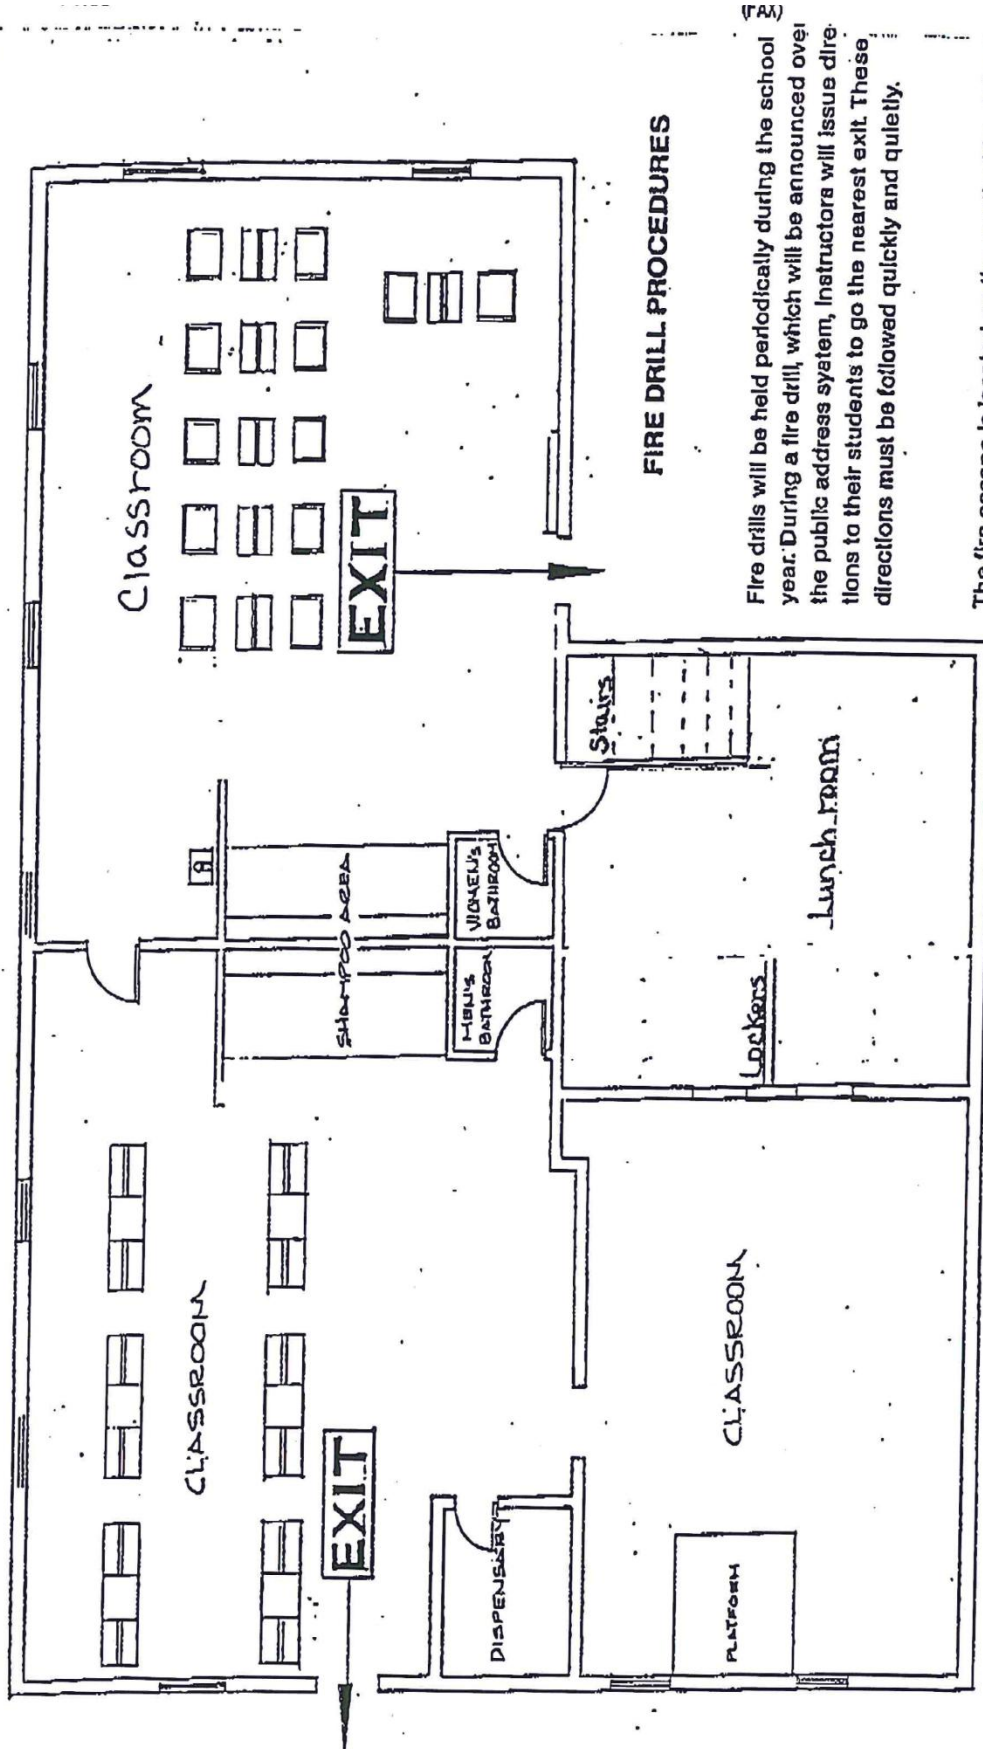 (FAX)
Classroom
EXIT
FIRE DRILL PROCEDURES
Fire drills will be held periodically during the school
year. During a fire drill, which will be announced over
the public address system, instructors will issue dire-
tions to their students to go the nearest exit. These
directions must be followed quickly and quietly.
Stairs
Lunch room
Lockers
SHAMPOO AREA
WOMEN'S
BATHROOM
MEN'S
BATHROOM
CLASSROOM
EXIT
DISPENSARY
CLASSROOM
PLATFORM